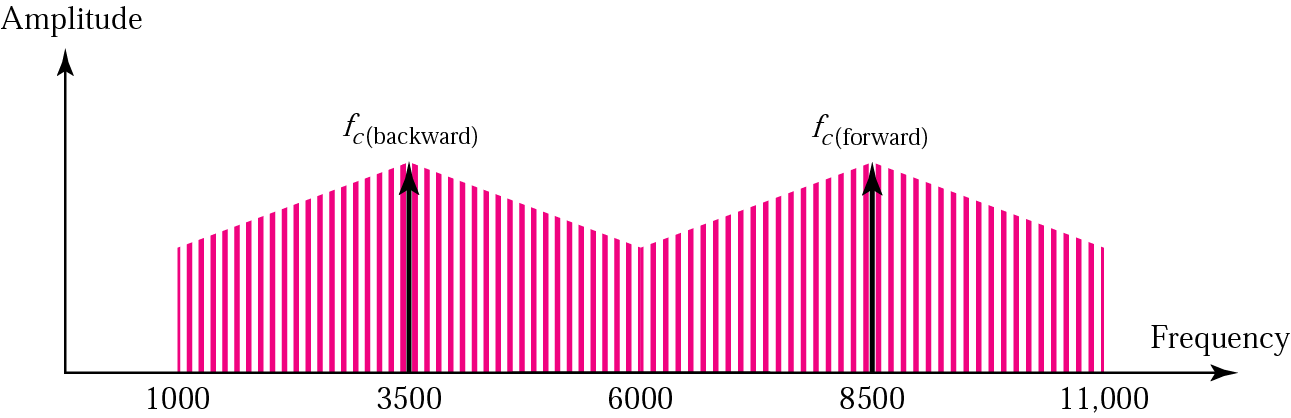 Amplitude
fc(backward) fc(forward)
Frequency
1000 3500 6000 8500 11,000